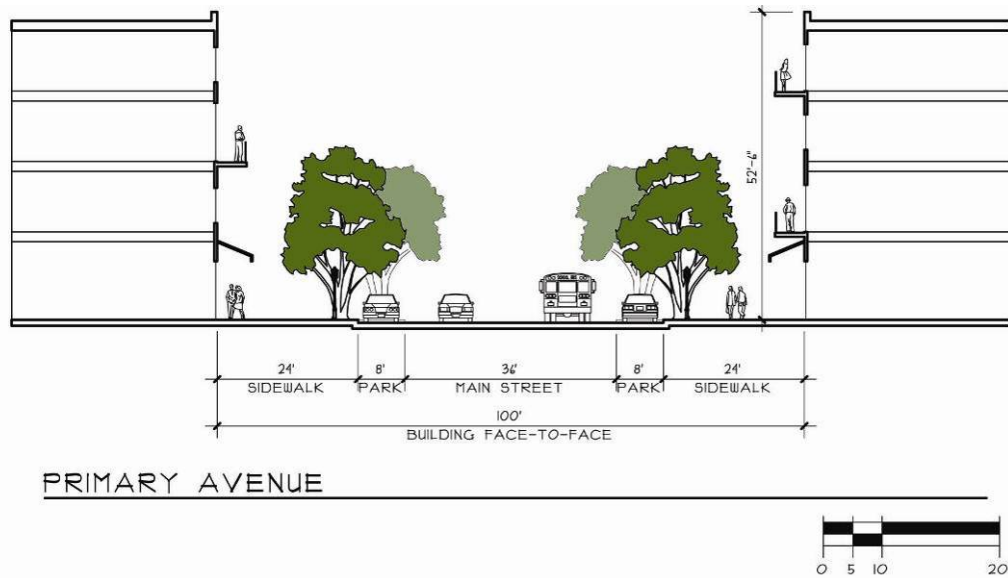 52'-6"
24' 8' 36' 8' 24'
SIDEWALK PARK MAIN STREET PARK SIDEWALK
100'
BUILDING FACE-TO-FACE
PRIMARY AVENUE
0 5 10 20